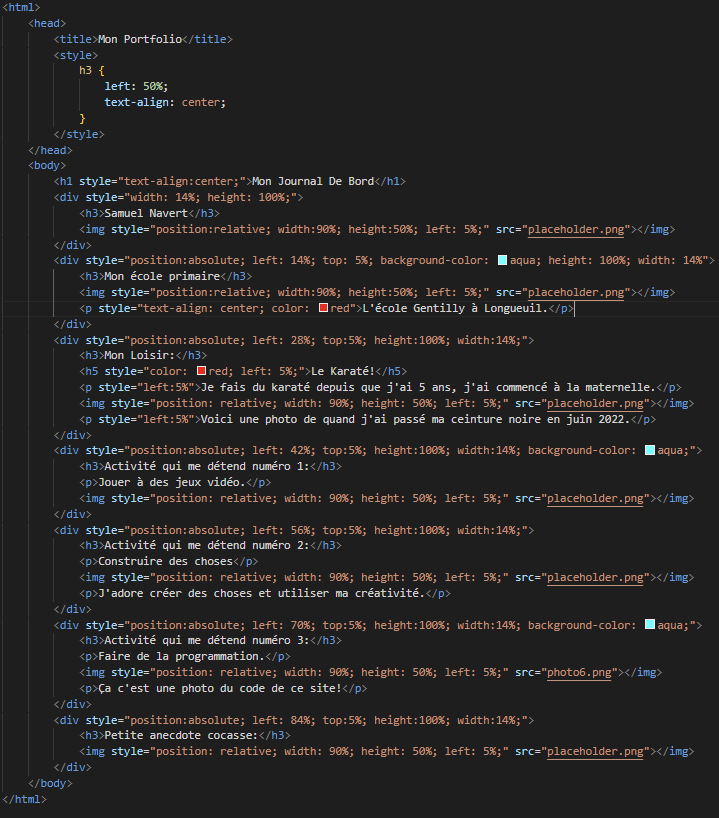 <html>
<head>
<title>Mon Portfolio</title>
<style>
h3 {
left: 50%;
text-align: center;
}
</style>
</head>
<body>
<h1 style="text-align:center;">Mon Journal De Bord</h1>
<div style="width: 14%; height: 100%;">
<h3>Samuel Navert</h3>
<img style="position:relative; width:90%; height:50%; left: 5%;" src="placeholder.png"></img>
</div>
<div style="position:absolute; left: 14%; top: 5%; background-color: aqua; height: 100%; width: 14%">
<h3>Mon école primaire</h3>
<img style="position:relative; width:90%; height:50%; left: 5%;" src="placeholder.png"></img>
<p style="text-align: center; color: red">L'école Gentilly à Longueuil.</p>
</div>
<div style="position:absolute; left: 28%; top:5%; height:100%; width:14%;">
<h3>Mon Loisir:</h3>
<h5 style="color: red; left: 5%;">Le Karaté!</h5>
<p style="left:5%">Je fais du karaté depuis que j'ai 5 ans, j'ai commencé à la maternelle.</p>
<img style="position: relative; width: 90%; height: 50%; left: 5%;" src="placeholder.png"></img>
<p style="left:5%">Voici une photo de quand j'ai passé ma ceinture noire en juin 2022.</p>
</div>
<div style="position:absolute; left: 42%; top:5%; height:100%; width:14%; background-color: aqua;">
<h3>Activité qui me détend numéro 1:</h3>
<p>Jouer à des jeux vidéo.</p>
<img style="position: relative; width: 90%; height: 50%; left: 5%;" src="placeholder.png"></img>
</div>
<div style="position:absolute; left: 56%; top:5%; height:100%; width:14%;">
<h3>Activité qui me détend numéro 2:</h3>
<p>Construire des choses</p>
<img style="position: relative; width: 90%; height: 50%; left: 5%;" src="placeholder.png"></img>
<p>J'adore créer des choses et utiliser ma créativité.</p>
</div>
<div style="position:absolute; left: 70%; top:5%; height:100%; width:14%; background-color: aqua;">
<h3>Activité qui me détend numéro 3:</h3>
<p>Faire de la programmation.</p>
<img style="position: relative; width: 90%; height: 50%; left: 5%;" src="photo6.png"></img>
<p>Ça c'est une photo du code de ce site!</p>
</div>
<div style="position:absolute; left: 84%; top:5%; height:100%; width:14%;">
<h3>Petite anecdote cocasse:</h3>
<img style="position: relative; width: 90%; height: 50%; left: 5%;" src="placeholder.png"></img>
</div>
</body>
</html>